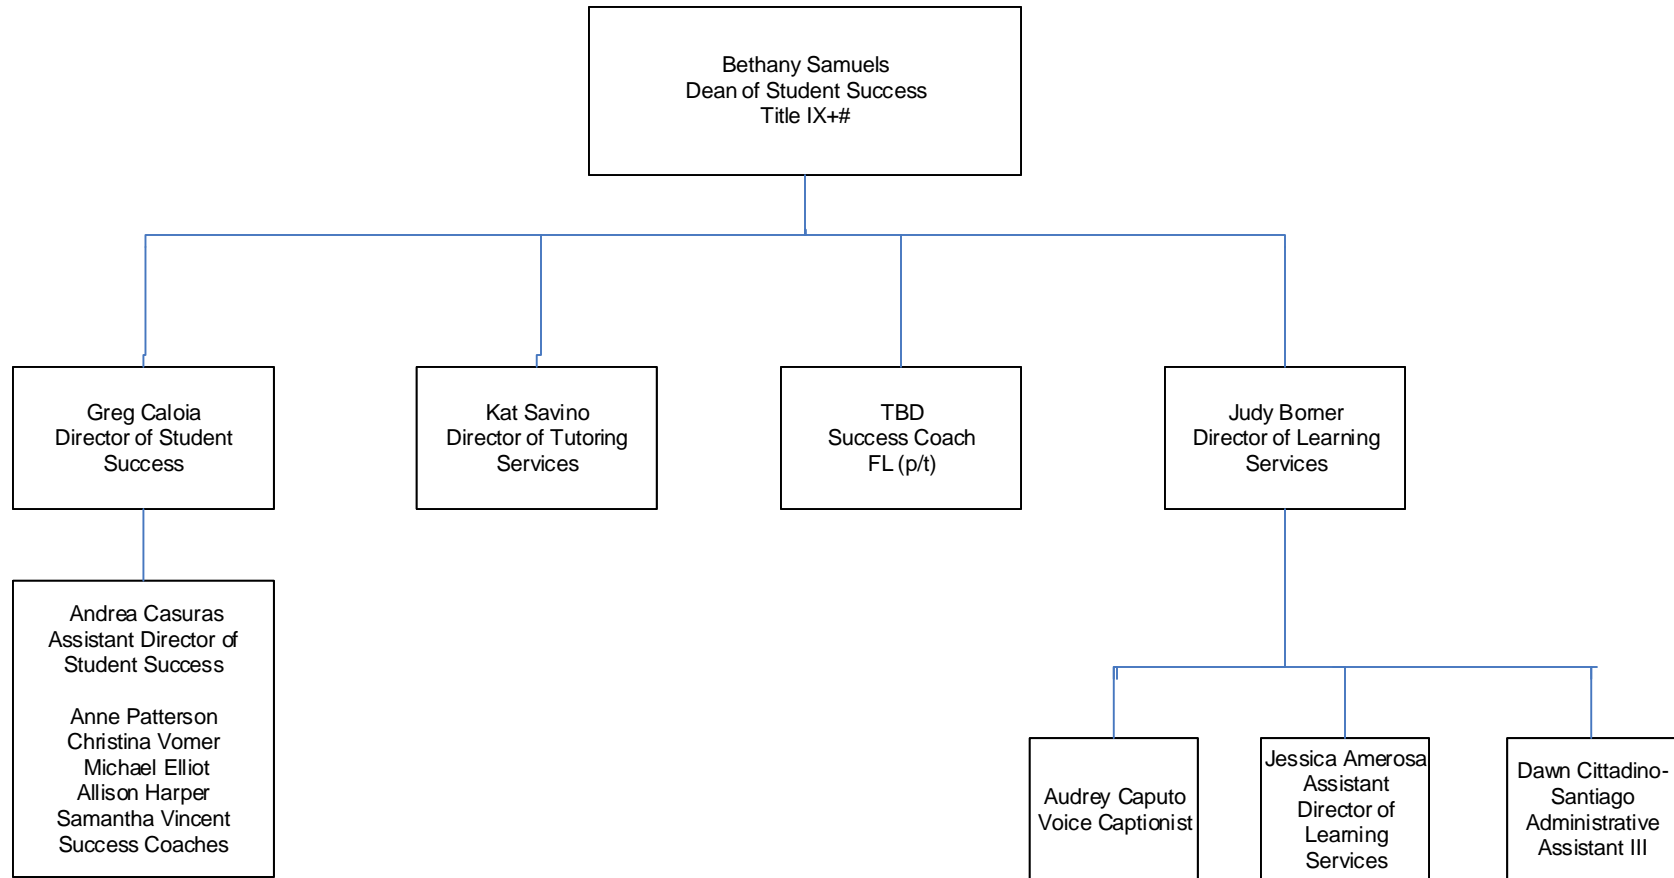 Bethany Samuels
Dean of Student Success
Title IX+#
Greg Caloia
Director of Student
Success
Kat Savino
Director of Tutoring
Services
TBD
Success Coach
FL (p/t)
Judy Borner
Director of Learning
Services
Andrea Casuras
Assistant Director of
Student Success
Anne Patterson
Christina Vomer
Michael Elliot
Allison Harper
Samantha Vincent
Success Coaches
Audrey Caputo
Voice Captionist
Jessica Amerosa
Assistant
Director of
Learning
Services
Dawn Cittadino-
Santiago
Administrative
Assistant III